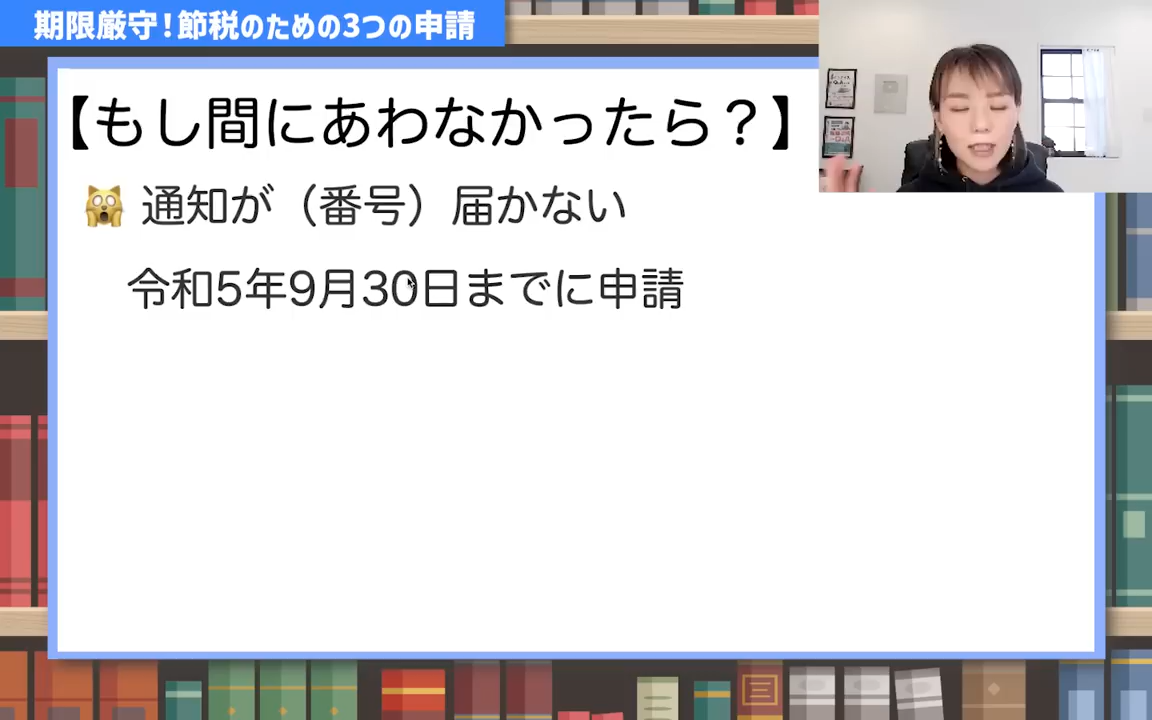 期限厳守！節税のための3つの申請
【もし間にあわなかったら？】
🙀 通知が（番号）届かない
令和5年9月30日までに申請